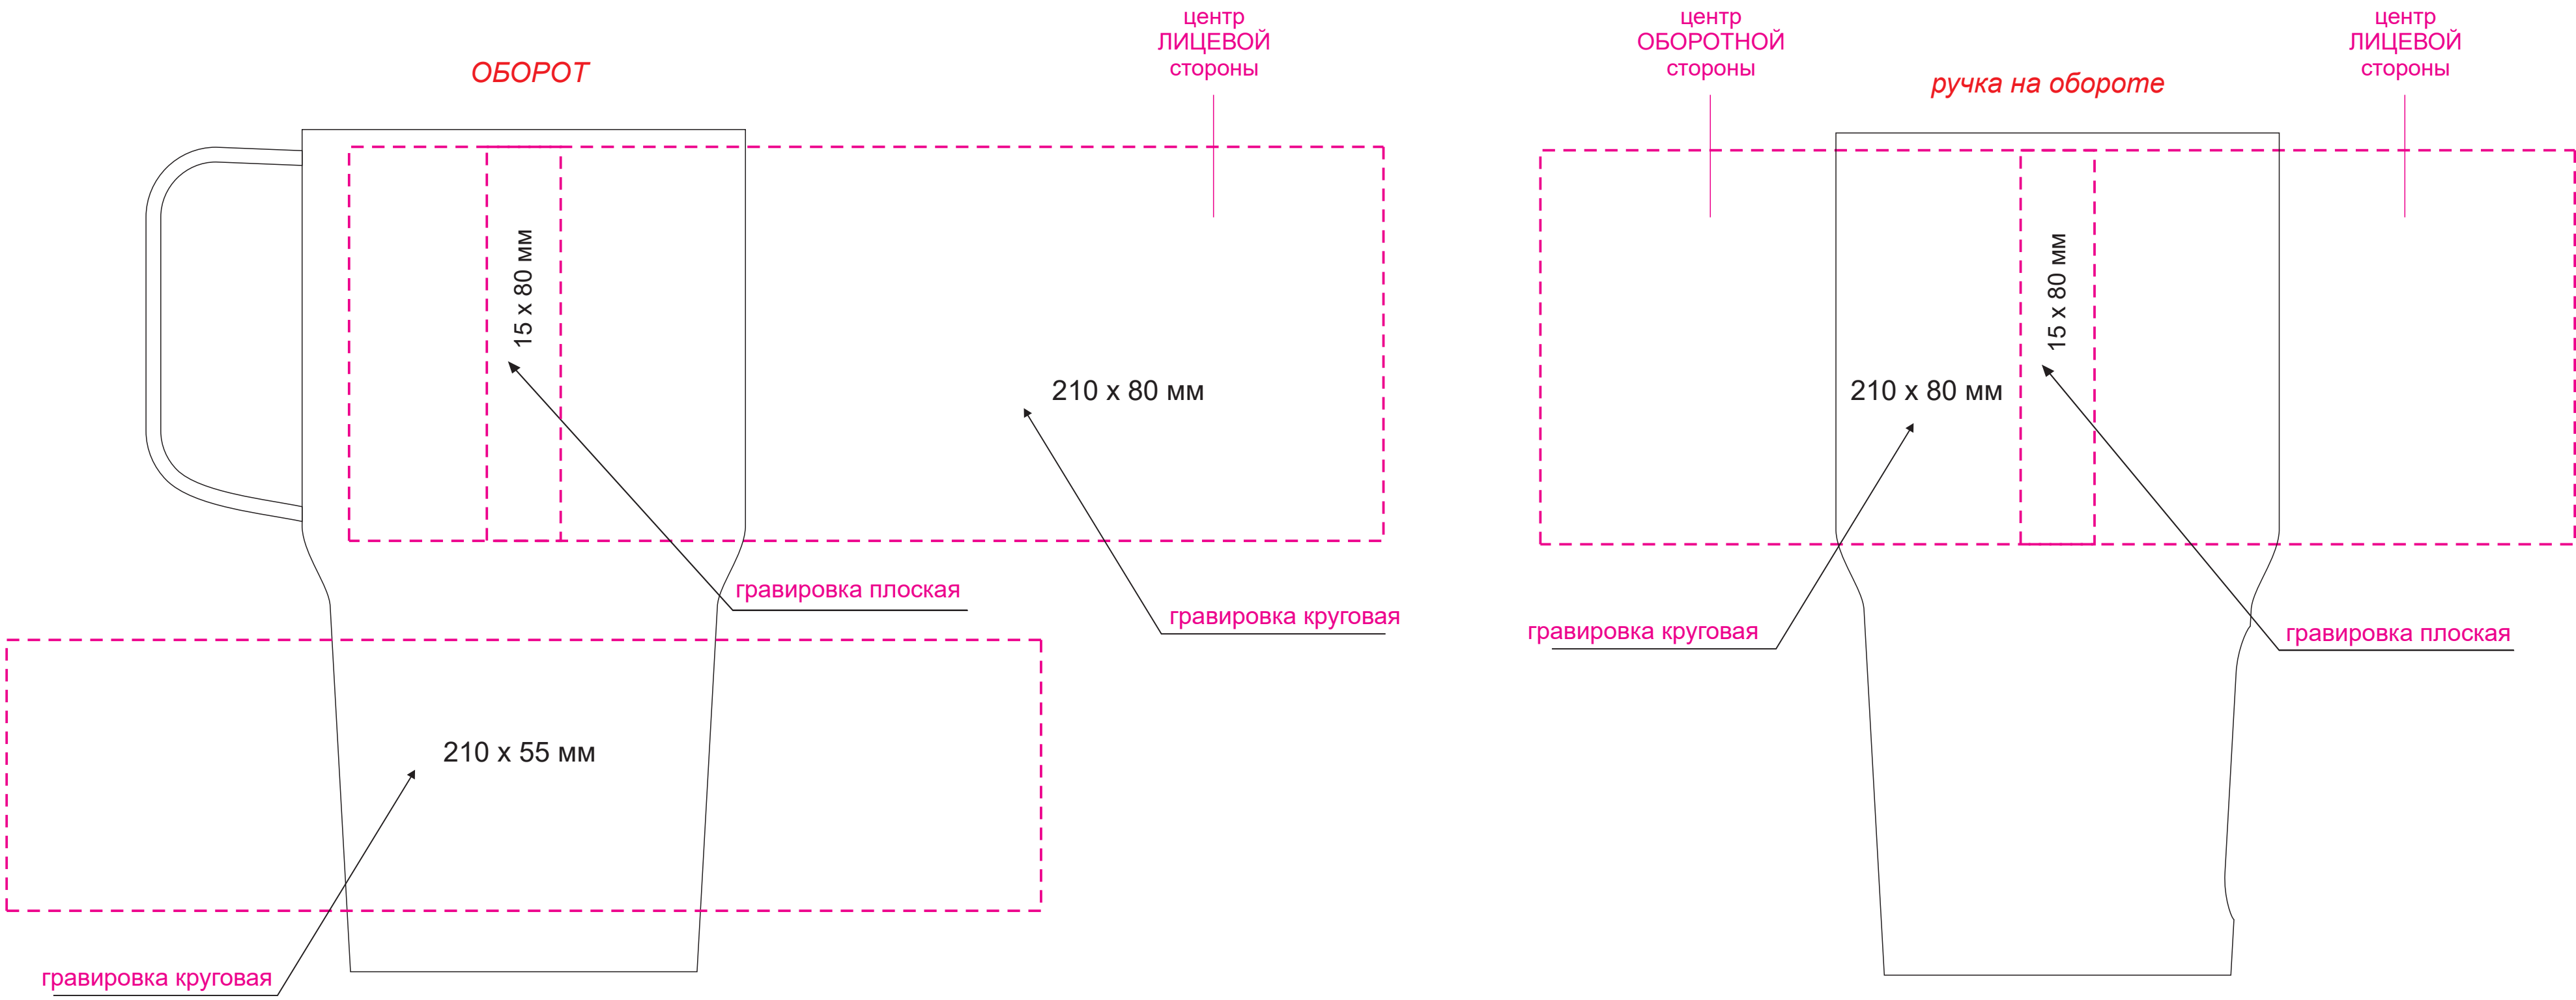 ОБОРОТ
центр
ЛИЦЕВОЙ
стороны
15 х 80 мм
210 х 80 мм
гравировка плоская
гравировка круговая
210 х 55 мм
гравировка круговая
центр
ОБОРОТНОЙ
стороны
ручка на обороте
центр
ЛИЦЕВОЙ
стороны
210 х 80 мм
15 х 80 мм
гравировка круговая
гравировка плоская